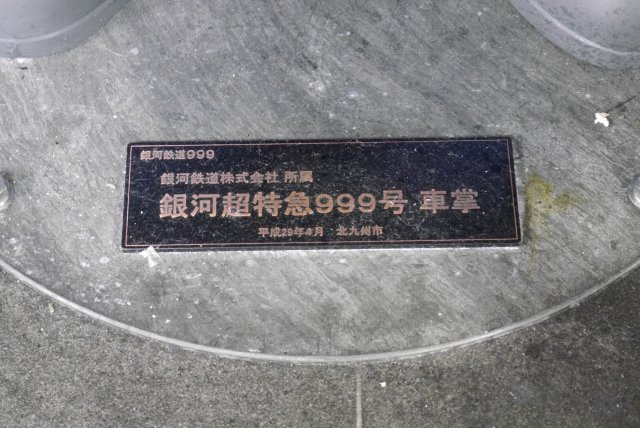 銀河鉄道999
銀河鉄道株式会社 所属
銀河超特急999号 車掌
平成29年4月 北九州市